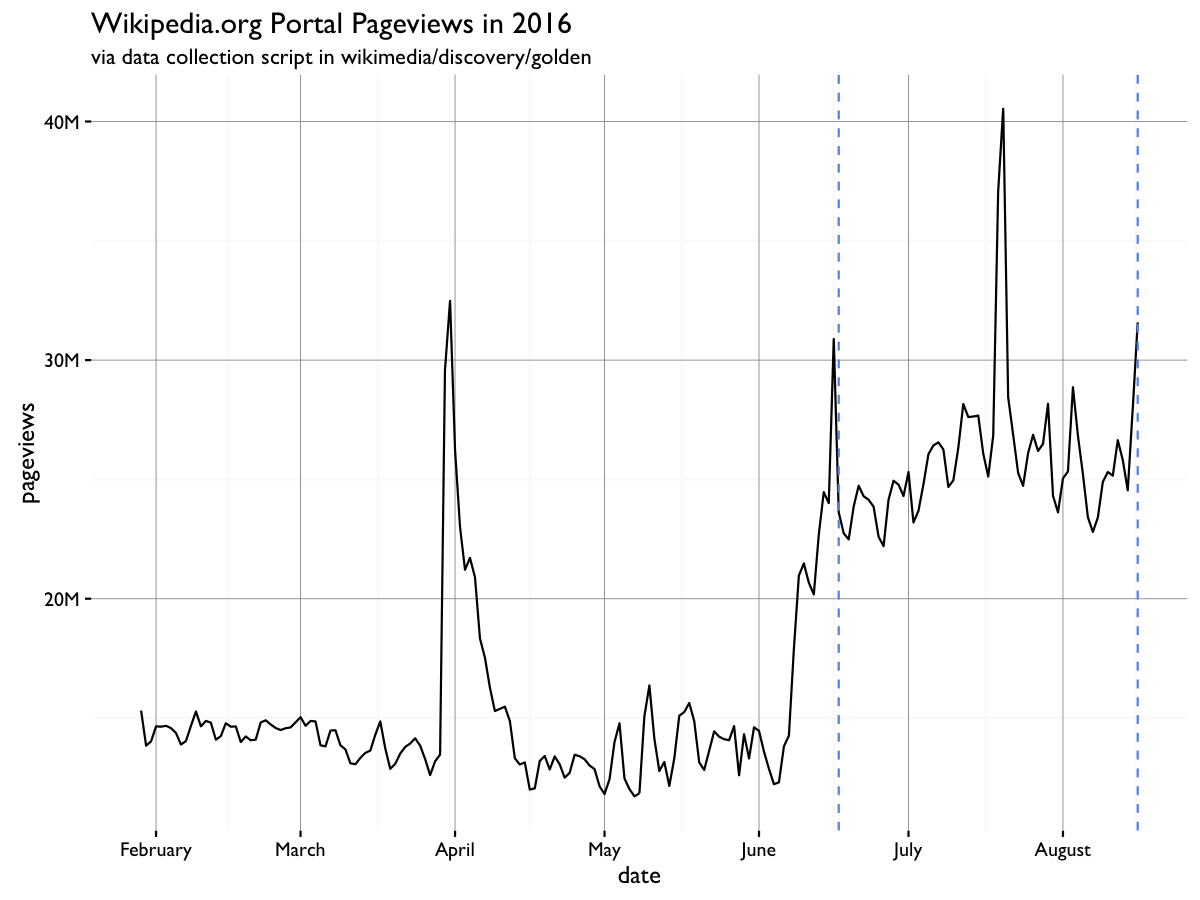 Wikipedia.org Portal Pageviews in 2016
via data collection script in wikimedia/discovery/golden
40M
30M
20M
pageviews
February March April May June July August
date